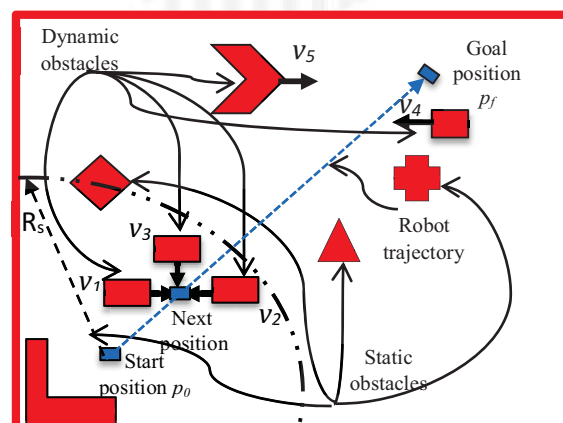 Dynamic
obstacles
v5
Goal
position
pf
v4
Rs
v3
v1
v2
Robot
trajectory
Next
position
Start
position p0
Static
obstacles